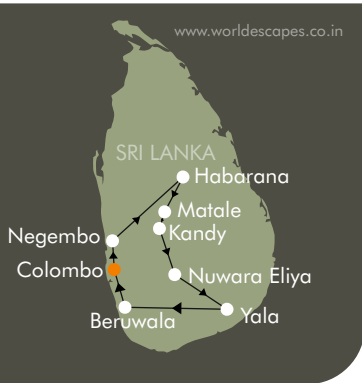 www.worldescapes.co.in
SRI LANKA
Habarana
Matale
Kandy
Negembo
Colombo
Nuwara Eliya
Beruwala
Yala